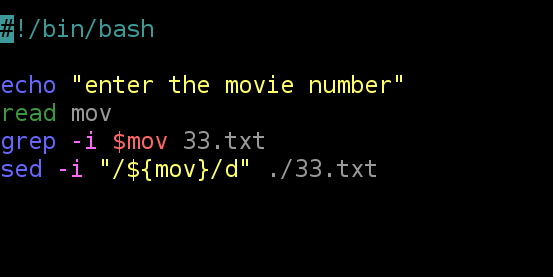 #!/bin/bash
echo "enter the movie number"
read mov
grep -i $mov 33.txt
sed -i "/${mov}/d" ./33.txt